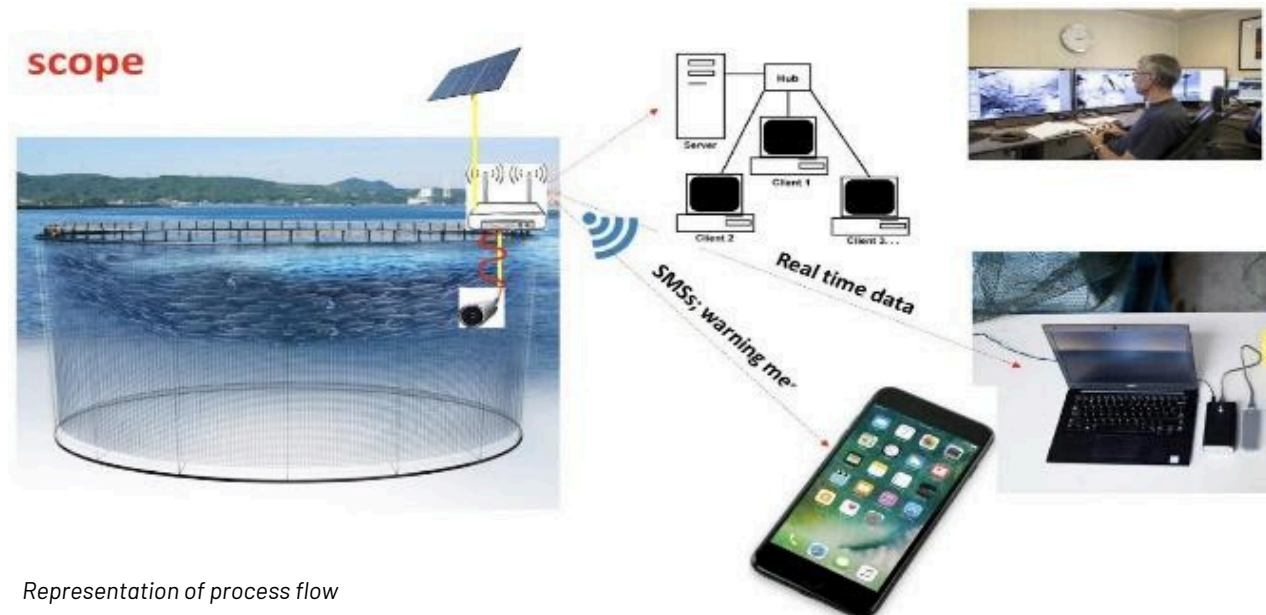 scope
Hub
Server
Client 1
Client 2
Client 3...
Real time data
SMSs; warning me
Representation of process flow